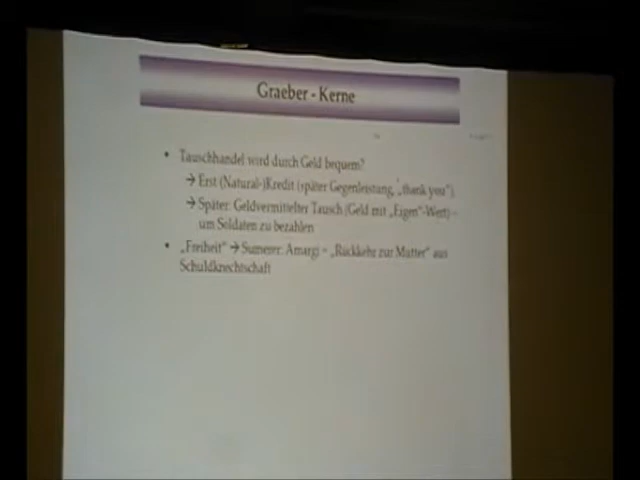 Graeber - Kerne
• Tauschhandel wird durch Geld bequem?
→ Erst (Natural-)Kredit (später Gegenleistung, „thank you“).
→ Später: Geldvermittelter Tausch (Geld mit „Eigen“-Wert) –
um Soldaten zu bezahlen
• „Freiheit“ → Sumerer: Amargi = „Rückkehr zur Mutter“ aus
Schuldknechtschaft